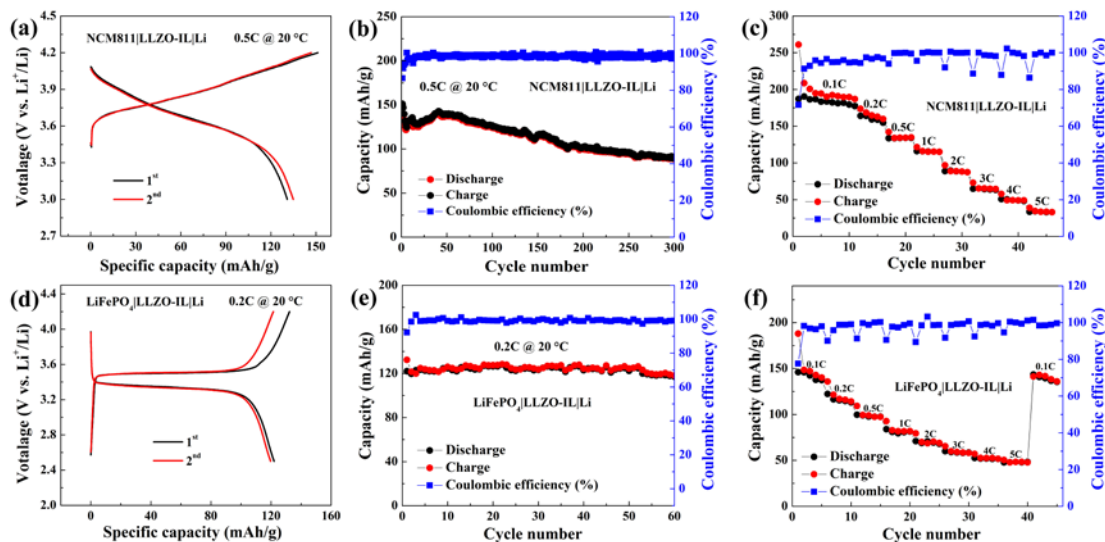 (a)
NCM811|LLZO-IL|Li 0.5C @ 20 °C
Votalage (V vs. Li⁺/Li)
4.2
3.9
3.6
3.3
3.0
2.7
1ˢᵗ
2ⁿᵈ
0 30 60 90 120 150
Specific capacity (mAh/g)
(b)
Capacity (mAh/g)
250
200
150
100
50
0
0.5C @ 20 °C NCM811|LLZO-IL|Li
Discharge
Charge
Coulombic efficiency (%)
0 50 100 150 200 250 300
Cycle number
120
100
80
60
40
20
0
Coulombic efficiency (%)
(c)
Capacity (mAh/g)
300
250
200
150
100
50
0
0.1C
0.2C
0.5C
1C
2C
3C
4C
5C
NCM811|LLZO-IL|Li
Discharge
Charge
Coulombic efficiency (%)
0 10 20 30 40
Cycle number
120
100
80
60
40
20
0
Coulombic efficiency (%)
(d)
LiFePO₄|LLZO-IL|Li 0.2C @ 20 °C
Votalage (V vs. Li⁺/Li)
4.2
3.6
3.0
2.4
1ˢᵗ
2ⁿᵈ
0 40 80 120 160
Specific capacity (mAh/g)
(e)
Capacity (mAh/g)
200
160
120
80
40
0
0.2C @ 20 °C
LiFePO₄|LLZO-IL|Li
Discharge
Charge
Coulombic efficiency (%)
0 10 20 30 40 50 60
Cycle number
100
80
60
40
20
0
Coulombic efficiency (%)
(f)
Capacity (mAh/g)
200
150
100
50
0
0.1C
0.2C
0.5C
1C
2C
3C
4C
5C
0.1C
LiFePO₄|LLZO-IL|Li
Discharge
Charge
Coulombic efficiency (%)
0 10 20 30 40
Cycle number
120
100
80
60
40
20
0
Coulombic efficiency (%)